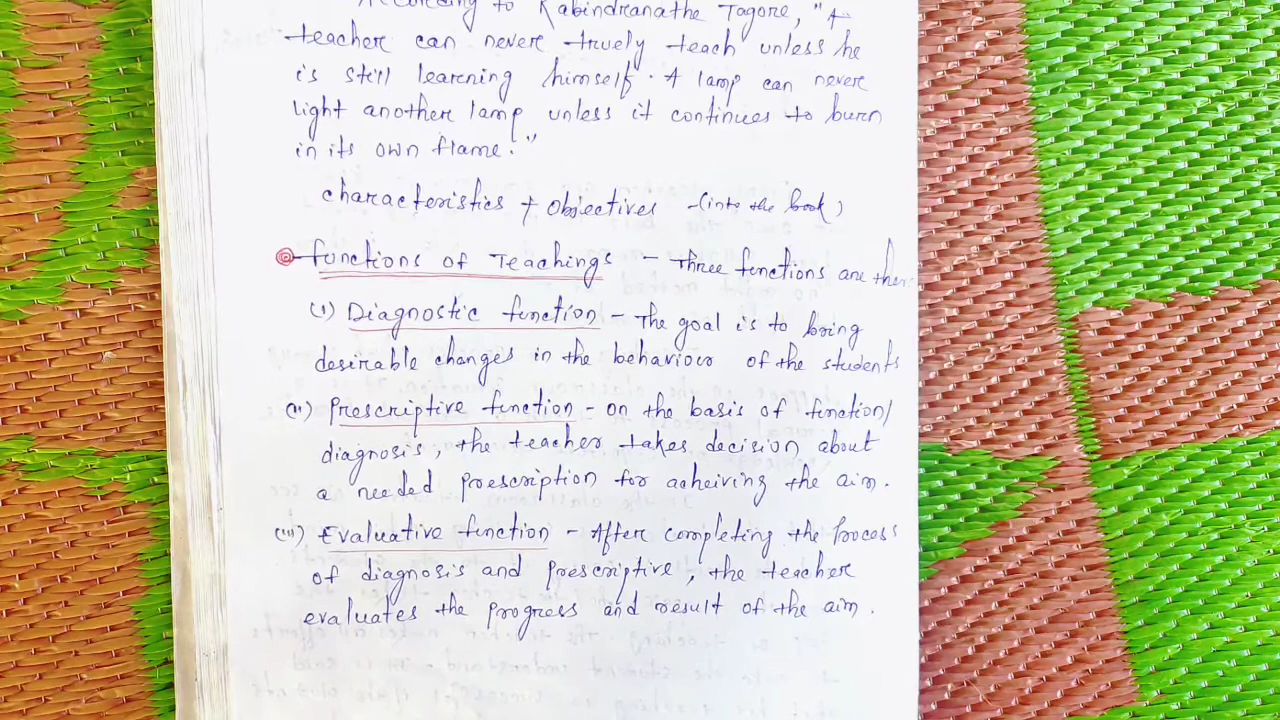 According to Rabindranathe Tagore, "A
teacher can never truely teach unless he
is still learning himself. A lamp can never
light another lamp unless it continues to burn
in its own flame."
characteristics + Objectives - (into the book)
Functions of Teachings - Three functions are there
(i) Diagnostic function - The goal is to bring
desirable changes in the behaviour of the students
(ii) Prescriptive function - on the basis of function/
diagnosis, the teacher takes decision about
a needed prescription for acheiving the aim.
(iii) Evaluative function - After completing the process
of diagnosis and prescriptive, the teacher
evaluates the progress and result of the aim.